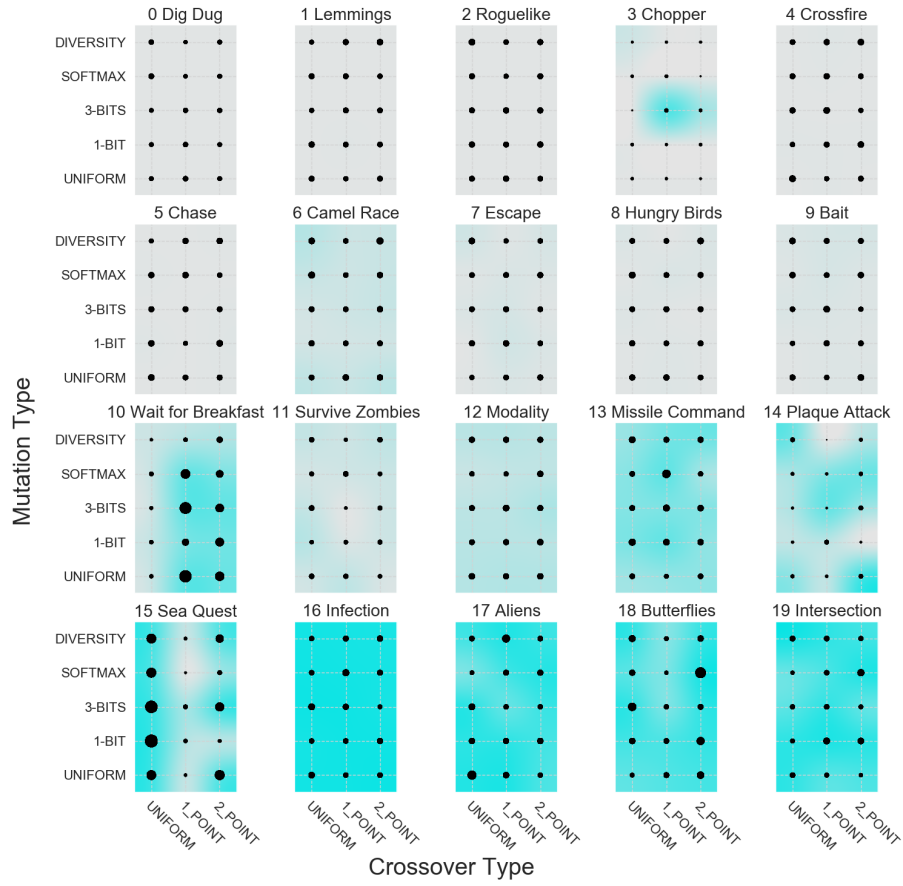 0 Dig Dug
1 Lemmings
2 Roguelike
3 Chopper
4 Crossfire
DIVERSITY
SOFTMAX
3-BITS
1-BIT
UNIFORM
5 Chase
6 Camel Race
7 Escape
8 Hungry Birds
9 Bait
DIVERSITY
SOFTMAX
3-BITS
1-BIT
UNIFORM
10 Wait for Breakfast
11 Survive Zombies
12 Modality
13 Missile Command
14 Plaque Attack
DIVERSITY
SOFTMAX
3-BITS
1-BIT
UNIFORM
15 Sea Quest
16 Infection
17 Aliens
18 Butterflies
19 Intersection
DIVERSITY
SOFTMAX
3-BITS
1-BIT
UNIFORM
UNIFORM
1_POINT
2_POINT
UNIFORM
1_POINT
2_POINT
UNIFORM
1_POINT
2_POINT
UNIFORM
1_POINT
2_POINT
UNIFORM
1_POINT
2_POINT
Mutation Type
Crossover Type